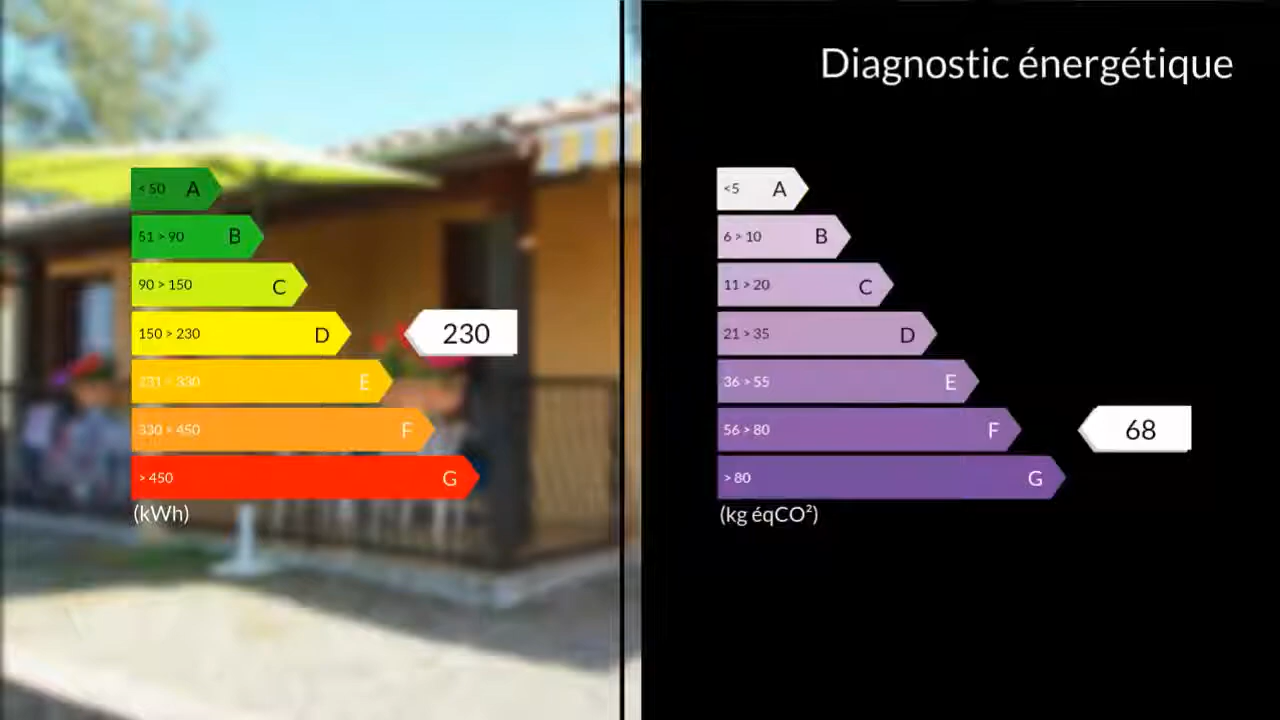 Diagnostic énergétique
< 50 A
51 > 90 B
90 > 150 C
150 > 230 D
230
231 > 330 E
330 > 450 F
> 450 G
(kWh)
<5 A
6 > 10 B
11 > 20 C
21 > 35 D
36 > 55 E
56 > 80 F
68
> 80 G
(kg éqCO²)